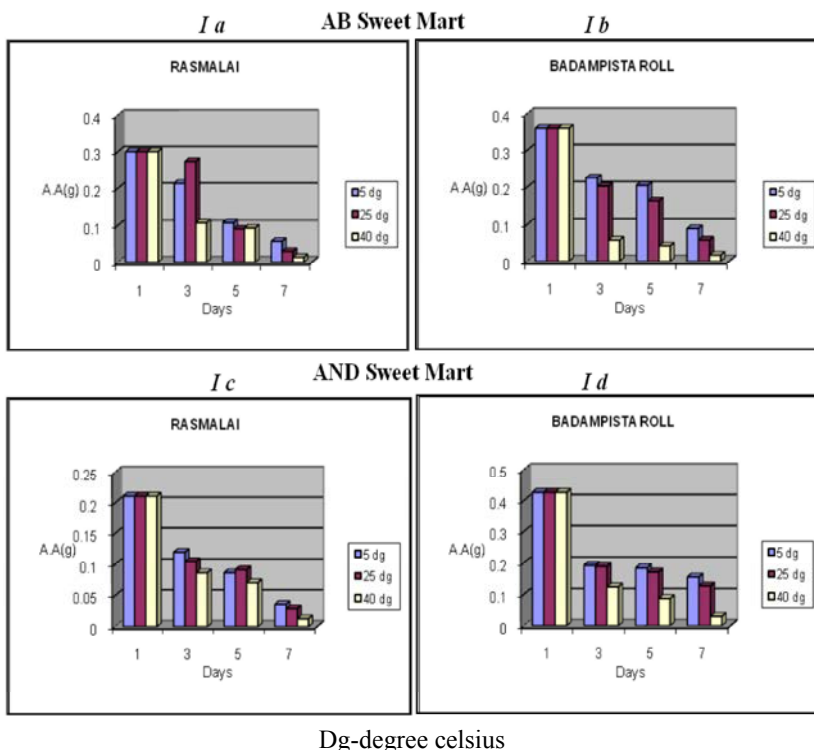 I a AB Sweet Mart I b
RASMALAI
0.4
0.3
A.A(g) 0.2
0.1
0
1 3 5 7
Days
5 dg
25 dg
40 dg
BADAMPISTA ROLL
0.4
0.3
A.A(g) 0.2
0.1
0
1 3 5 7
Days
5 dg
25 dg
40 dg
I c AND Sweet Mart I d
RASMALAI
0.25
0.2
0.15
A.A(g)
0.1
0.05
0
1 3 5 7
Days
5 dg
25 dg
40 dg
BADAMPISTA ROLL
0.5
0.4
0.3
A.A(g)
0.2
0.1
0
1 3 5 7
Days
5 dg
25 dg
40 dg
Dg-degree celsius